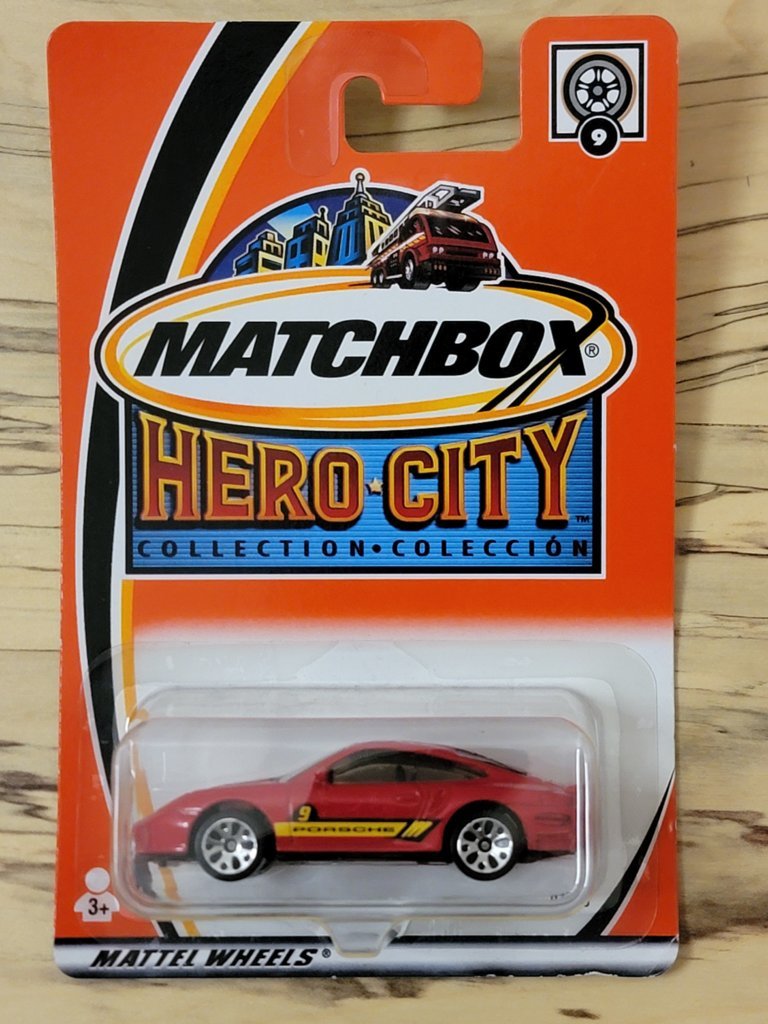 9
MATCHBOX®
HERO CITY™
COLLECTION • COLECCIÓN
9
PORSCHE
3+
MATTEL WHEELS®